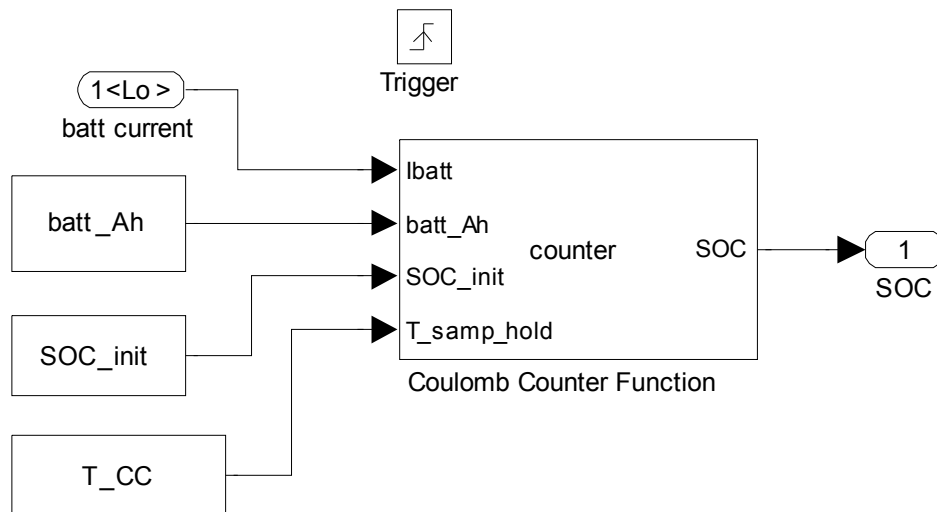 Trigger
1<Lo >
batt current
batt_Ah
SOC_init
T_CC
Ibatt
batt_Ah
SOC_init
T_samp_hold
counter
SOC
Coulomb Counter Function
1
SOC